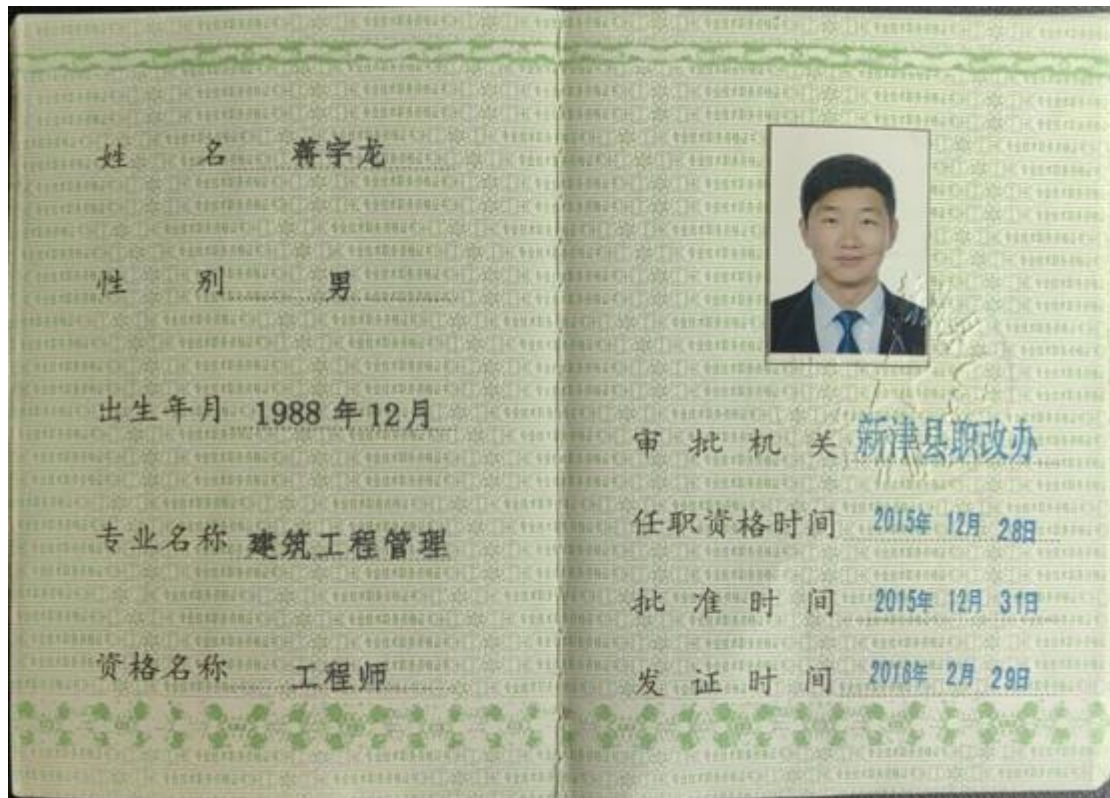 姓名 蒋宇龙
性别 男
出生年月 1988年12月
专业名称 建筑工程管理
资格名称 工程师
审批机关 新津县职改办
任职资格时间 2015年 12月 28日
批准时间 2015年 12月 31日
发证时间 2016年 2月 29日